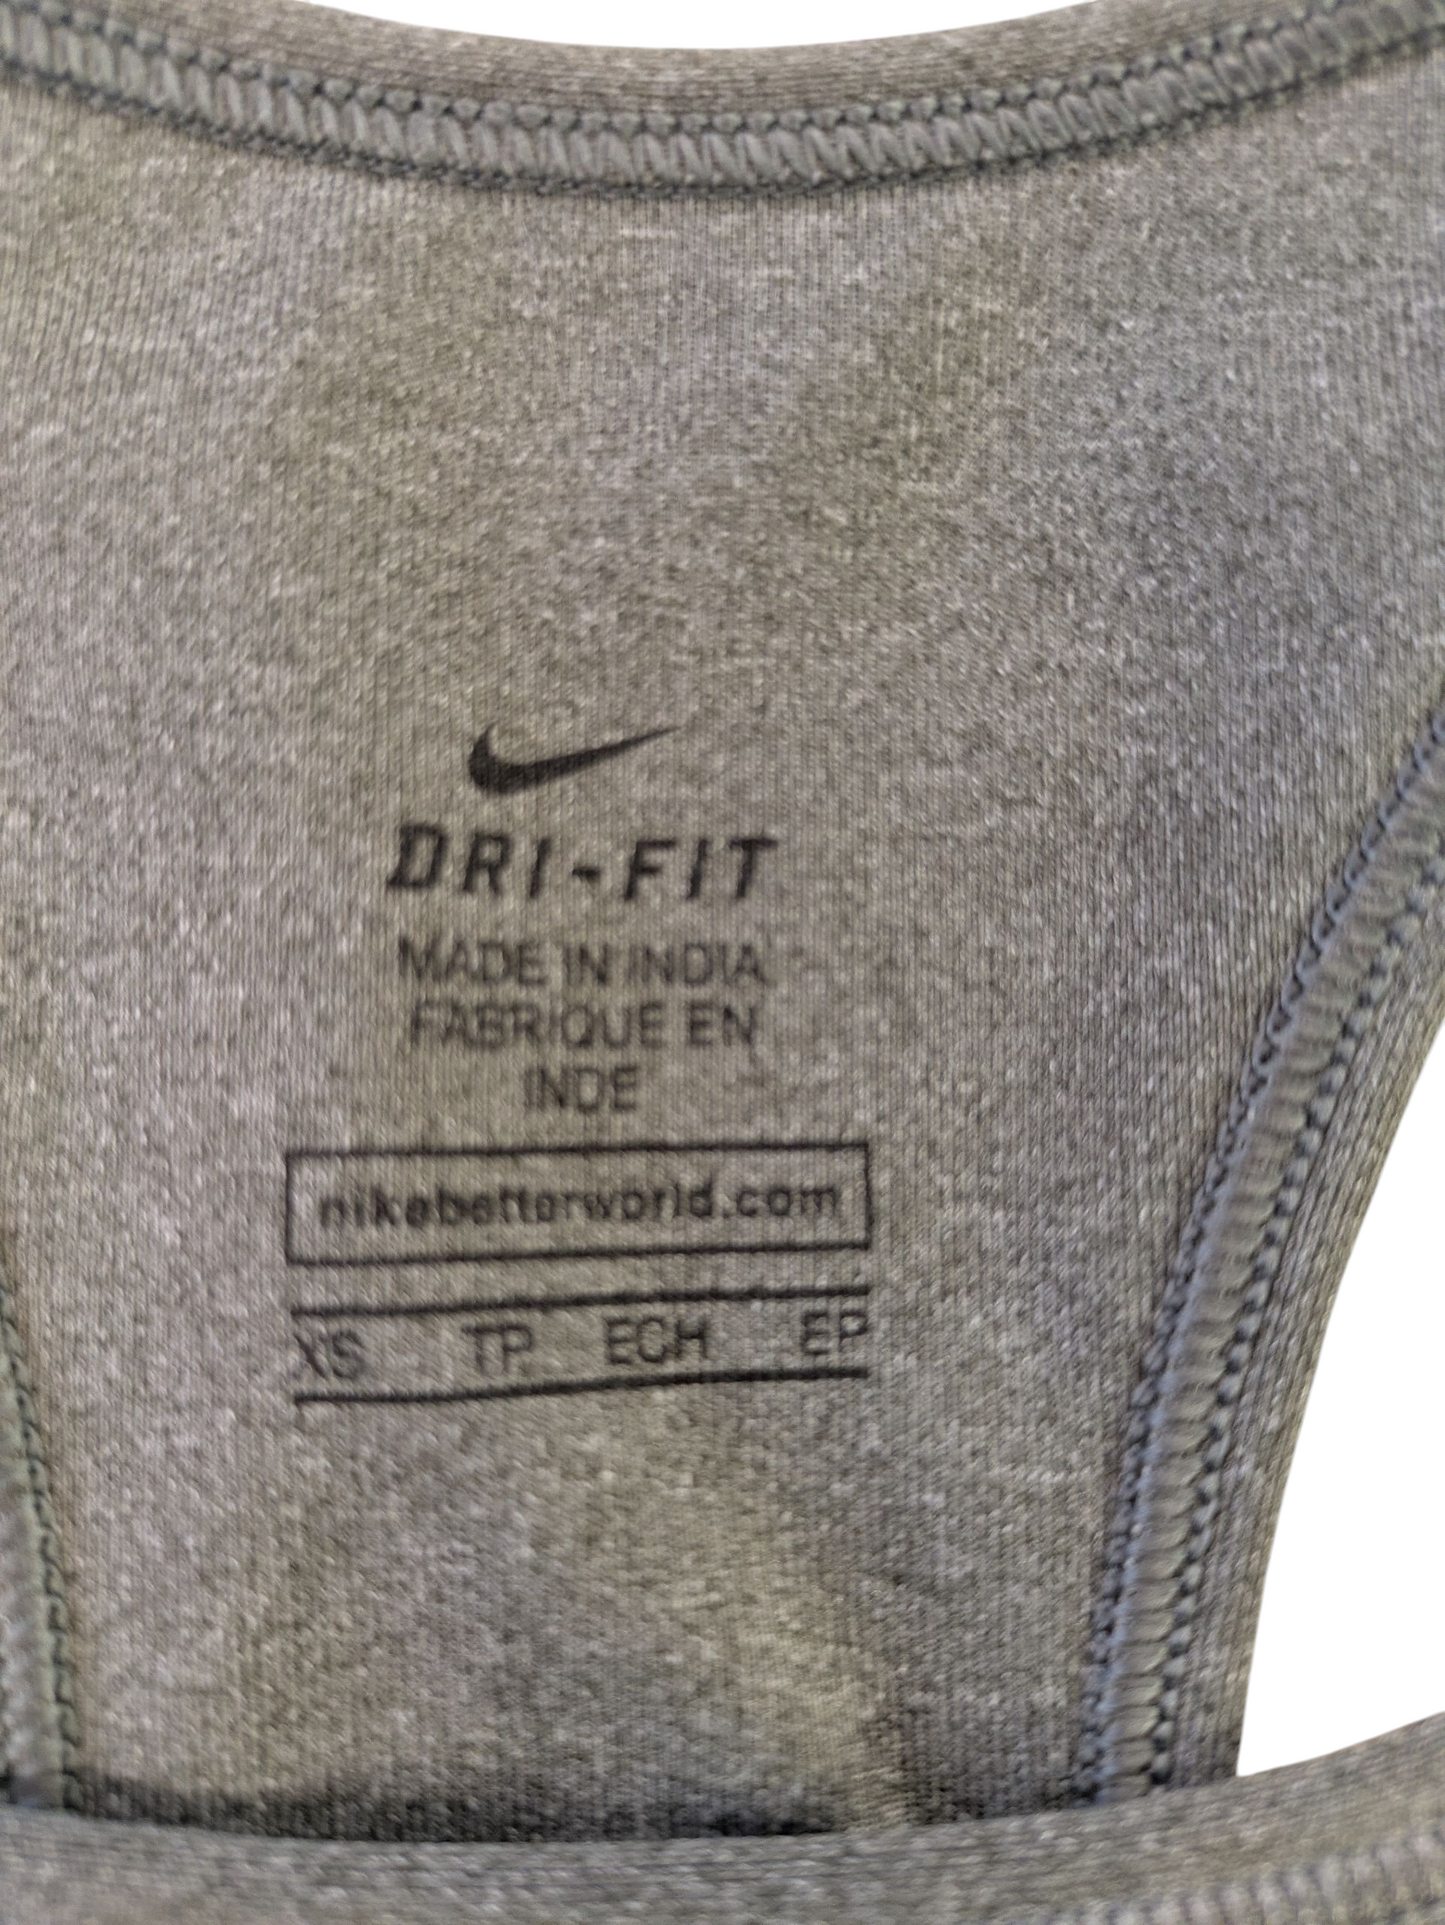 DRI-FIT
MADE IN INDIA
FABRIQUE EN
INDE
nikebetterworld.com
XS TP ECH EP